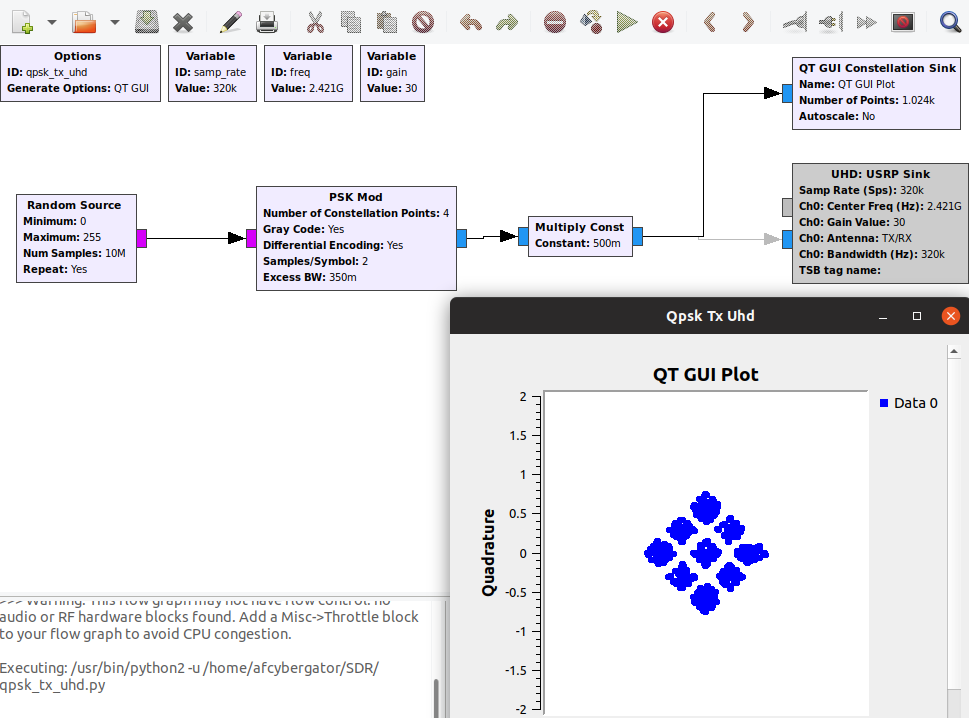 Options
ID: qpsk_tx_uhd
Generate Options: QT GUI
Variable
ID: samp_rate
Value: 320k
Variable
ID: freq
Value: 2.421G
Variable
ID: gain
Value: 30
QT GUI Constellation Sink
Name: QT GUI Plot
Number of Points: 1.024k
Autoscale: No
Random Source
Minimum: 0
Maximum: 255
Num Samples: 10M
Repeat: Yes
PSK Mod
Number of Constellation Points: 4
Gray Code: Yes
Differential Encoding: Yes
Samples/Symbol: 2
Excess BW: 350m
Multiply Const
Constant: 500m
UHD: USRP Sink
Samp Rate (Sps): 320k
Ch0: Center Freq (Hz): 2.421G
Ch0: Gain Value: 30
Ch0: Antenna: TX/RX
Ch0: Bandwidth (Hz): 320k
TSB tag name:
Qpsk Tx Uhd
QT GUI Plot
Data 0
Quadrature
2
1.5
1
0.5
0
-0.5
-1
-1.5
-2
>>> Warning: This flow graph may not have flow control: no
audio or RF hardware blocks found. Add a Misc->Throttle block
to your flow graph to avoid CPU congestion.
Executing: /usr/bin/python2 -u /home/afcybergator/SDR/
qpsk_tx_uhd.py